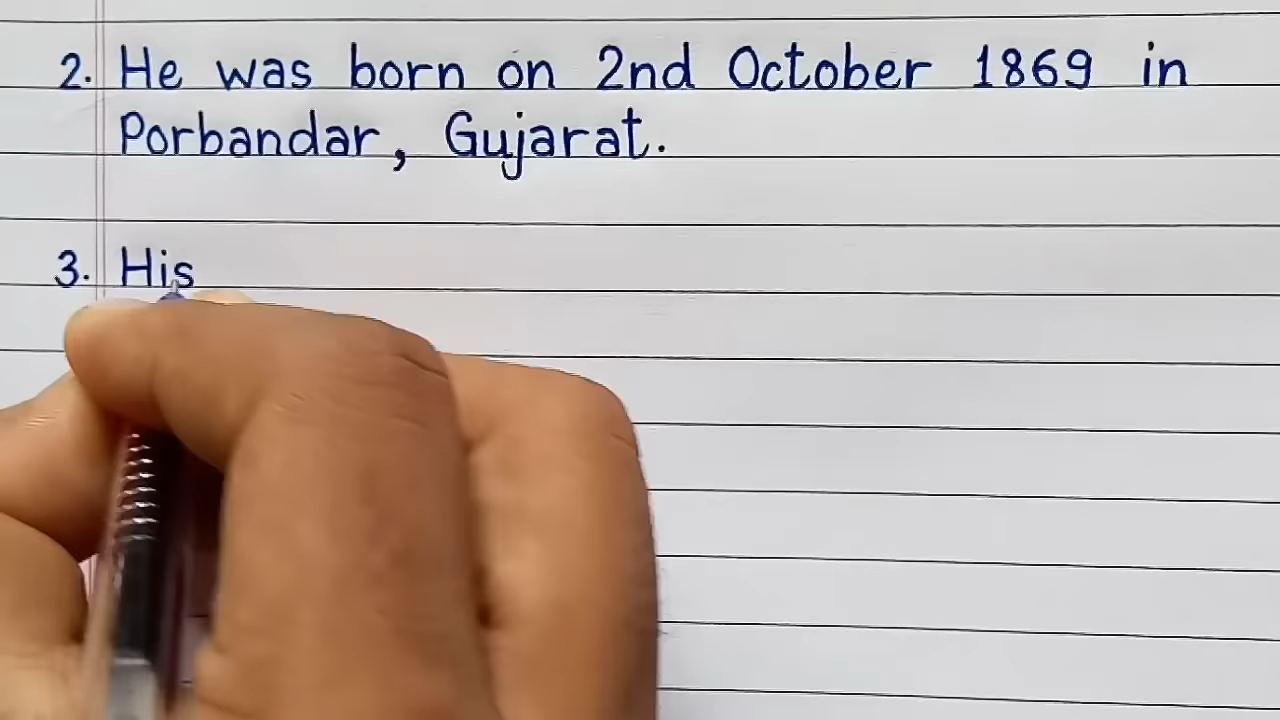 2. He was born on 2nd October 1869 in
Porbandar, Gujarat.
3. His